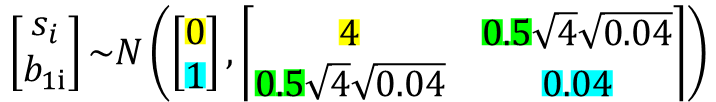 [s_i b_1i] ~N ([0 1], [4 0.5√4√0.04 0.5√4√0.04 0.04])